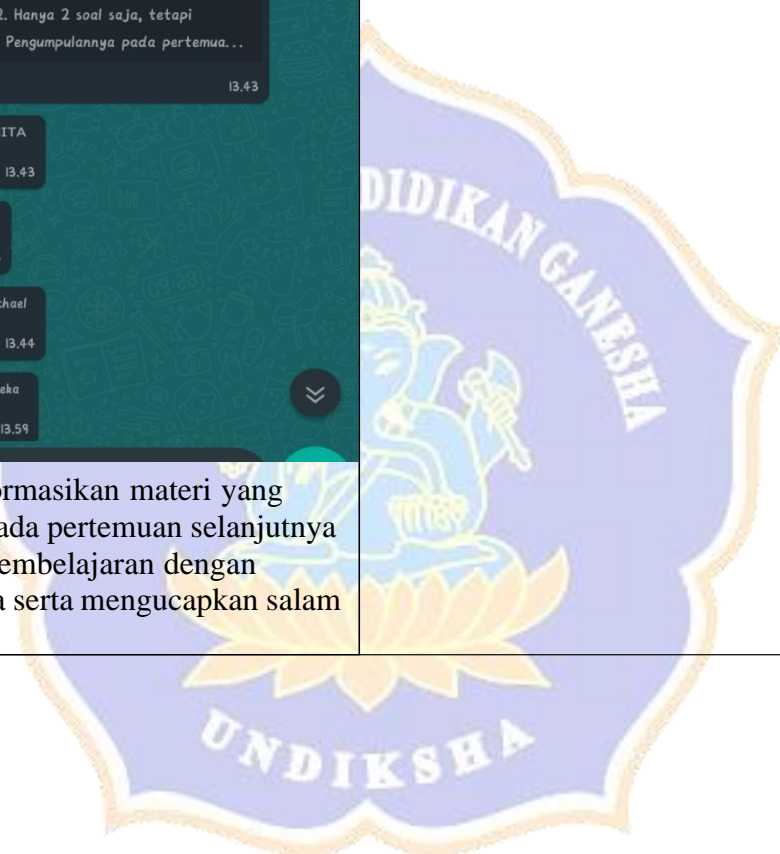 2. Hanya 2 soal saja, tetapi
Pengumpulannya pada pertemua...
13.43
ITA
13.43
13.44
eka
13.59
ormasikan materi yang
ada pertemuan selanjutnya
embelajaran dengan
a serta mengucapkan salam
DIDIKAN GANESHA
UNDIKSHA